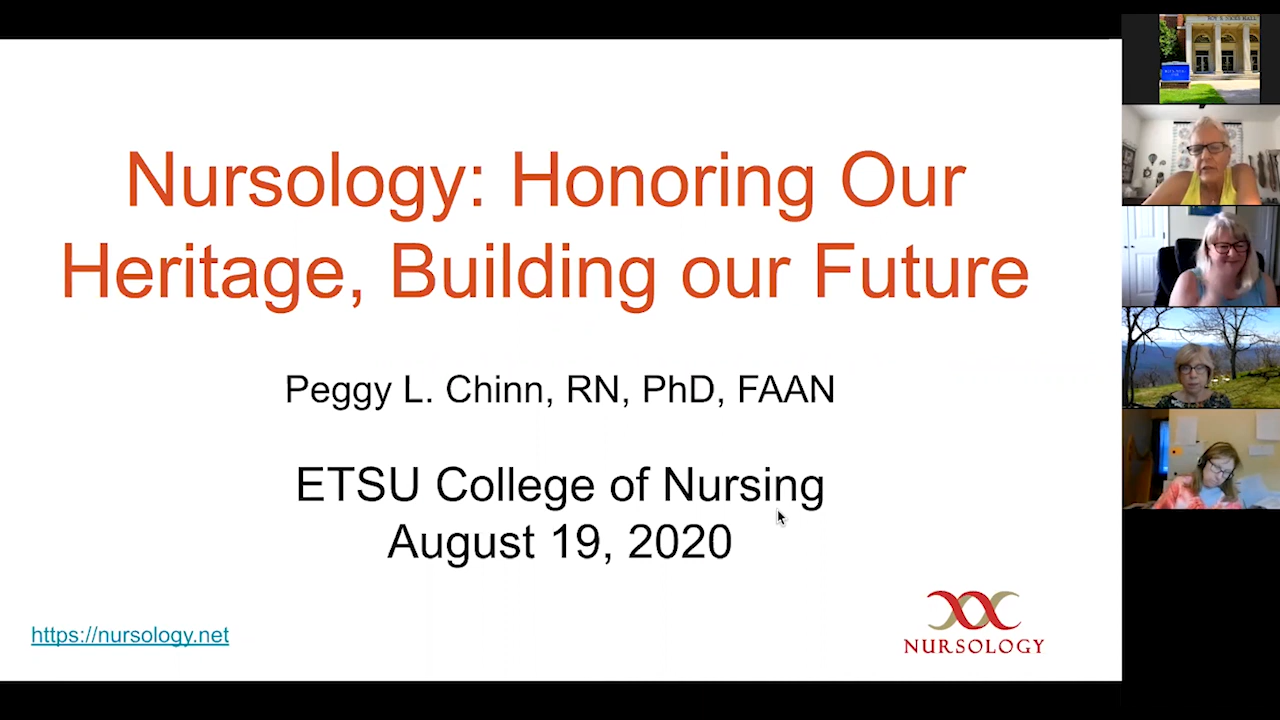 Nursology: Honoring Our
Heritage, Building our Future
Peggy L. Chinn, RN, PhD, FAAN
ETSU College of Nursing
August 19, 2020
https://nursology.net
NURSOLOGY